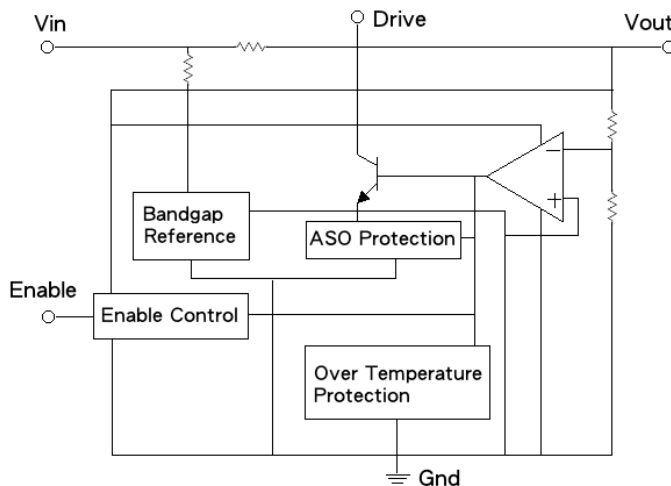 Vin
Drive
Vout
−
+
Bandgap
Reference
ASO Protection
Enable
Enable Control
Over Temperature
Protection
Gnd